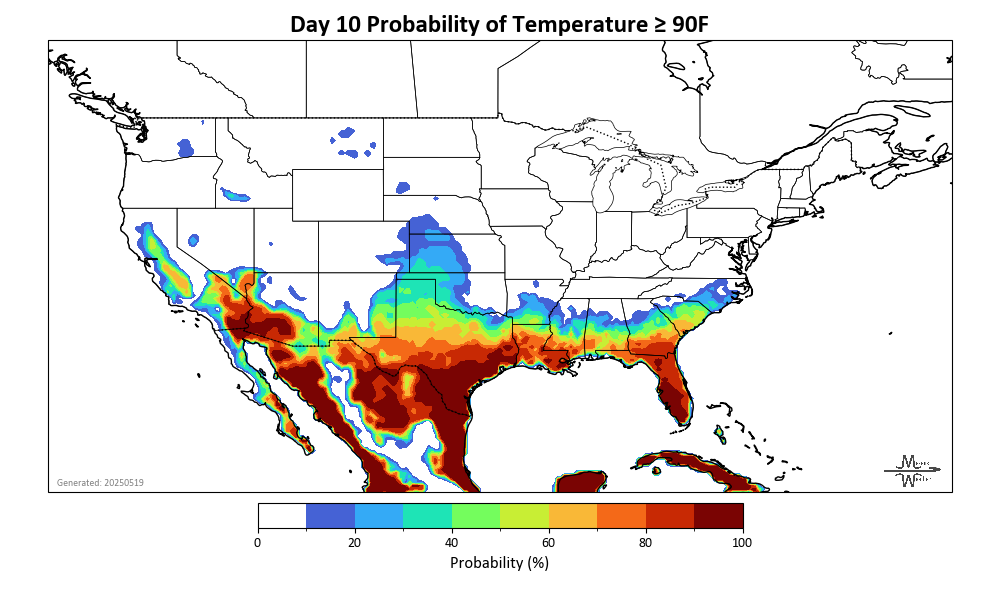 Day 10 Probability of Temperature ≥ 90F
Generated: 20250519
0 20 40 60 80 100
Probability (%)